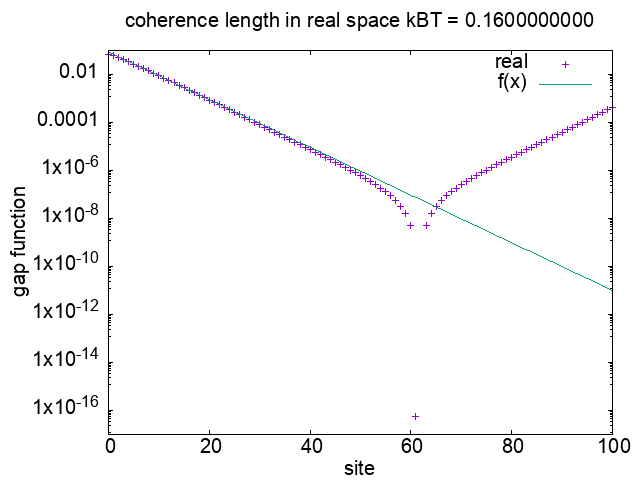 coherence length in real space kBT = 0.1600000000
real
f(x)
0.01
0.0001
1x10-6
1x10-8
1x10-10
1x10-12
1x10-14
1x10-16
gap function
0 20 40 60 80 100
site